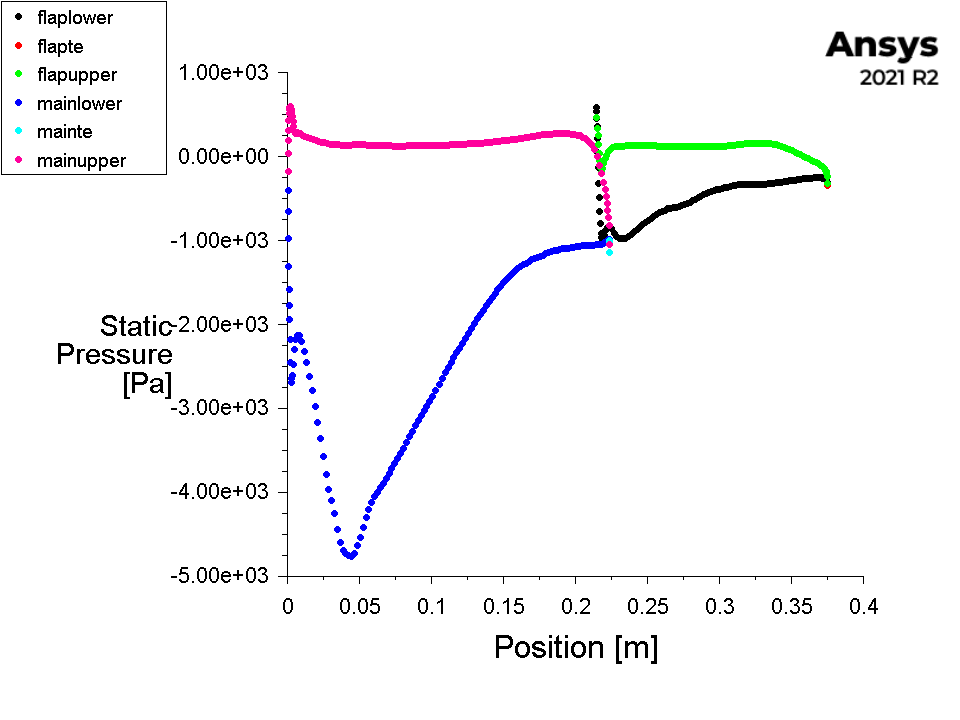 flaplower
flapte
flapupper
mainlower
mainte
mainupper
Ansys
2021 R2
1.00e+03
0.00e+00
-1.00e+03
-2.00e+03
-3.00e+03
-4.00e+03
-5.00e+03
Static
Pressure
[Pa]
0 0.05 0.1 0.15 0.2 0.25 0.3 0.35 0.4
Position [m]